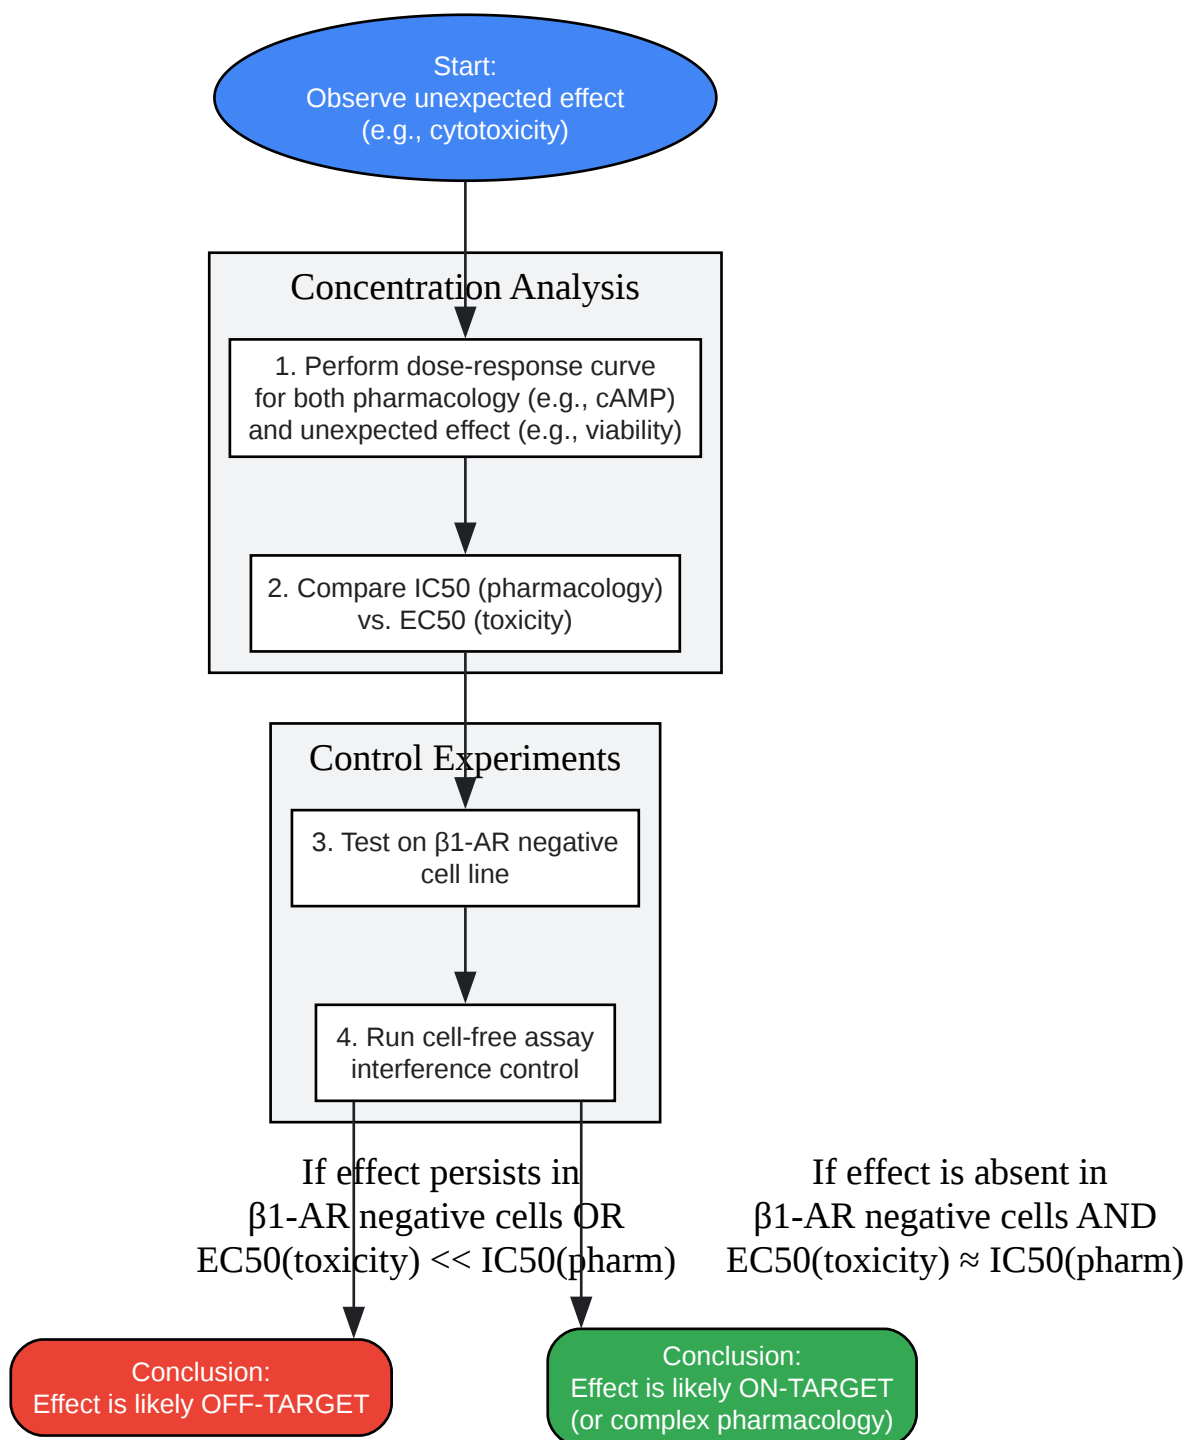 Start:
Observe unexpected effect
(e.g., cytotoxicity)
Concentration Analysis
1. Perform dose-response curve
for both pharmacology (e.g., cAMP)
and unexpected effect (e.g., viability)
2. Compare IC50 (pharmacology)
vs. EC50 (toxicity)
Control Experiments
3. Test on β1-AR negative
cell line
4. Run cell-free assay
interference control
If effect persists in
β1-AR negative cells OR
EC50(toxicity) << IC50(pharm)
If effect is absent in
β1-AR negative cells AND
EC50(toxicity) ≈ IC50(pharm)
Conclusion:
Effect is likely OFF-TARGET
Conclusion:
Effect is likely ON-TARGET
(or complex pharmacology)